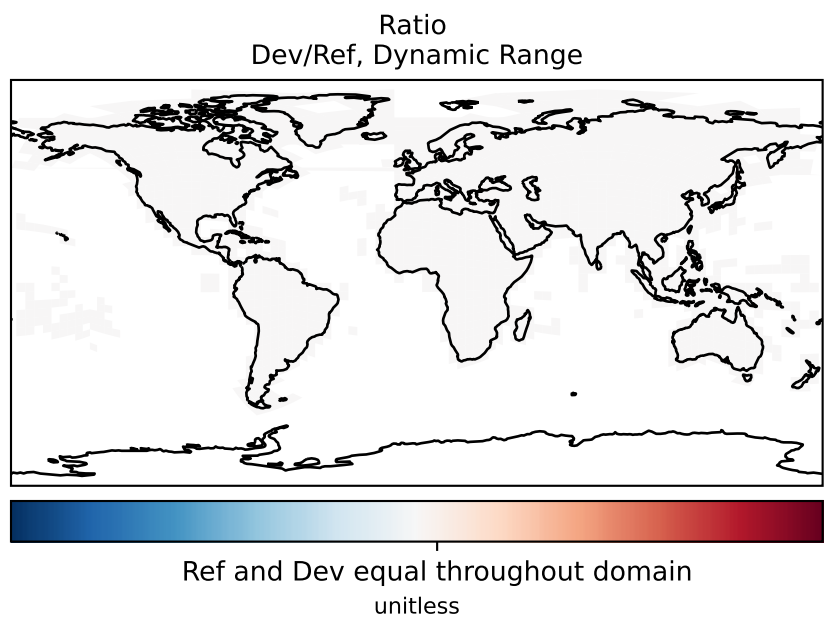 Ratio
Dev/Ref, Dynamic Range
Ref and Dev equal throughout domain
unitless